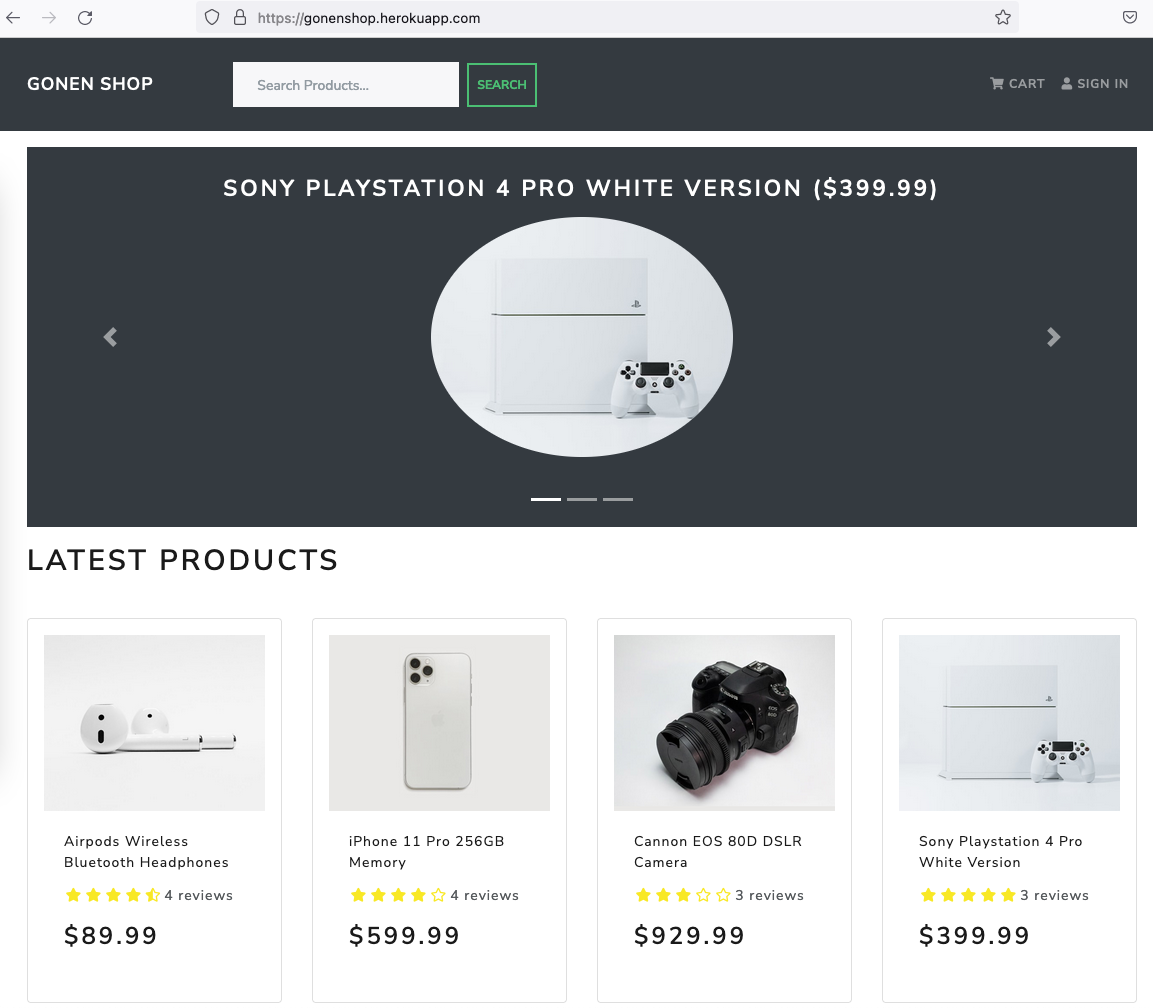 https://gonenshop.herokuapp.com
GONEN SHOP
Search Products...
SEARCH
CART
SIGN IN
SONY PLAYSTATION 4 PRO WHITE VERSION ($399.99)
LATEST PRODUCTS
Canon
EOS
80D
Airpods Wireless
Bluetooth Headphones
4 reviews
$89.99
iPhone 11 Pro 256GB
Memory
4 reviews
$599.99
Cannon EOS 80D DSLR
Camera
3 reviews
$929.99
Sony Playstation 4 Pro
White Version
3 reviews
$399.99